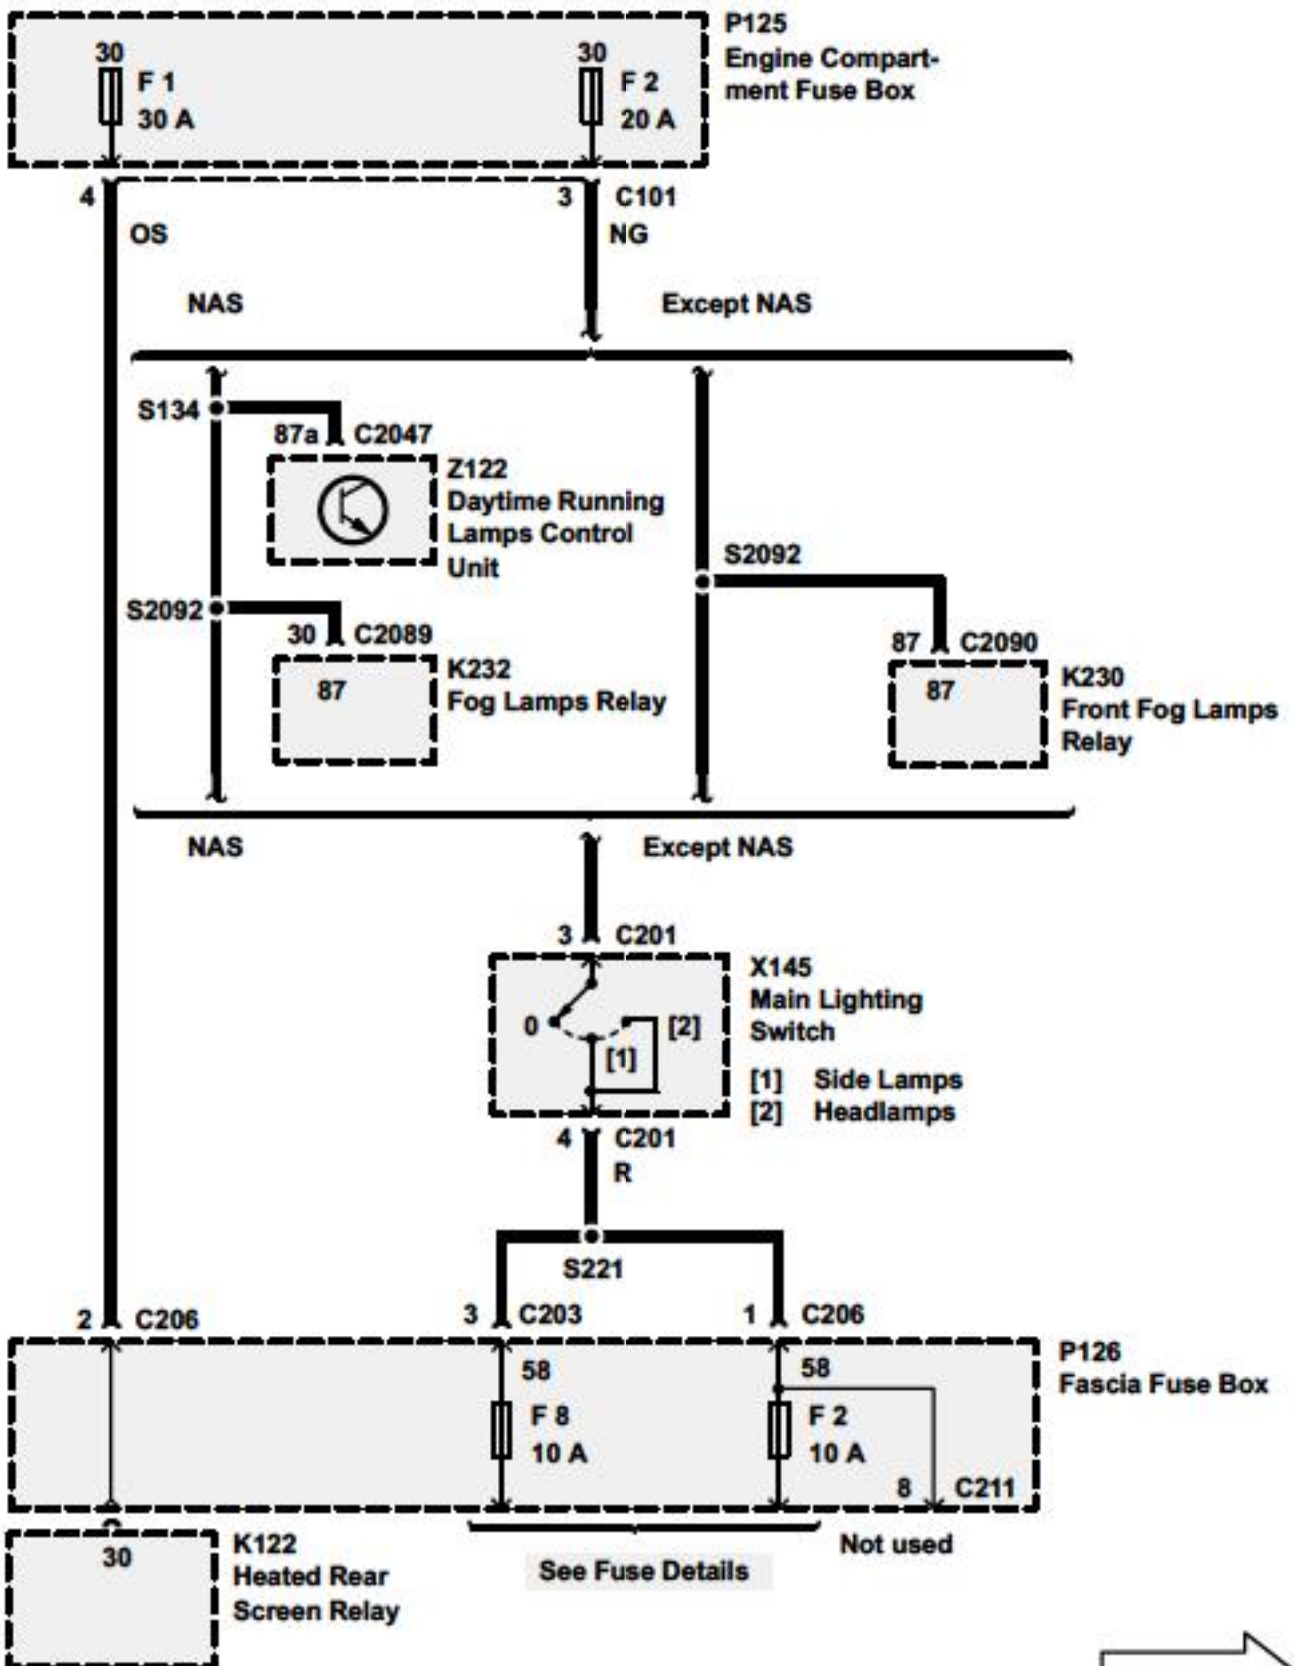 P125
Engine Compart-
ment Fuse Box
30
F 1
30 A
30
F 2
20 A
4
OS
3
C101
NG
NAS
Except NAS
S134
87a
C2047
Z122
Daytime Running
Lamps Control
Unit
S2092
30
C2089
K232
Fog Lamps Relay
87
S2092
87
C2090
K230
Front Fog Lamps
Relay
87
NAS
Except NAS
3
C201
X145
Main Lighting
Switch
0
[1]
[2]
[1] Side Lamps
[2] Headlamps
4
C201
R
S221
2
C206
3
C203
1
C206
P126
Fascia Fuse Box
58
F 8
10 A
58
F 2
10 A
8
C211
Not used
See Fuse Details
30
K122
Heated Rear
Screen Relay